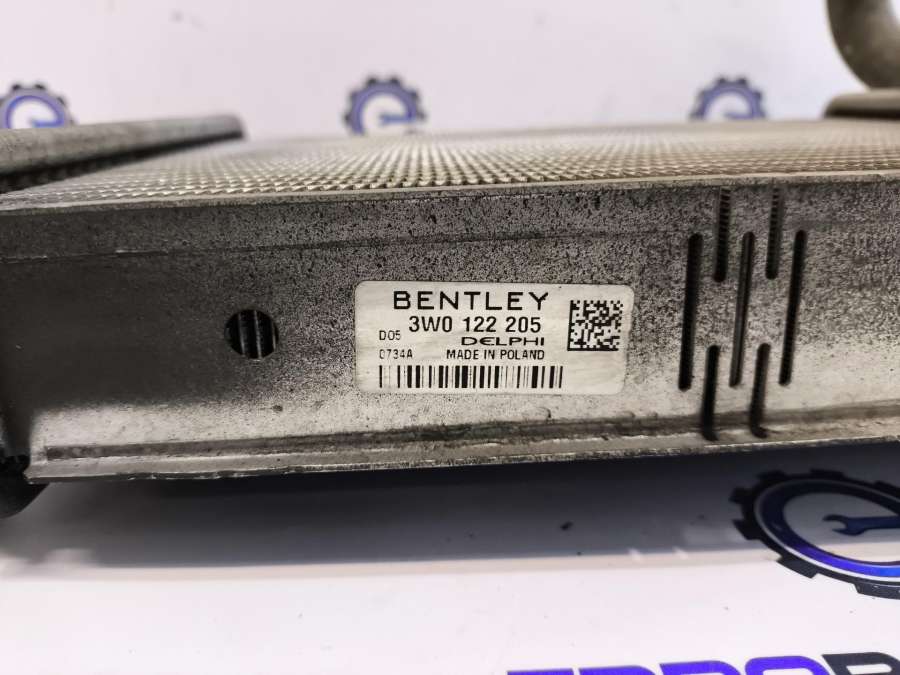 BENTLEY
3W0 122 205
D05 DELPHI
0734A MADE IN POLAND